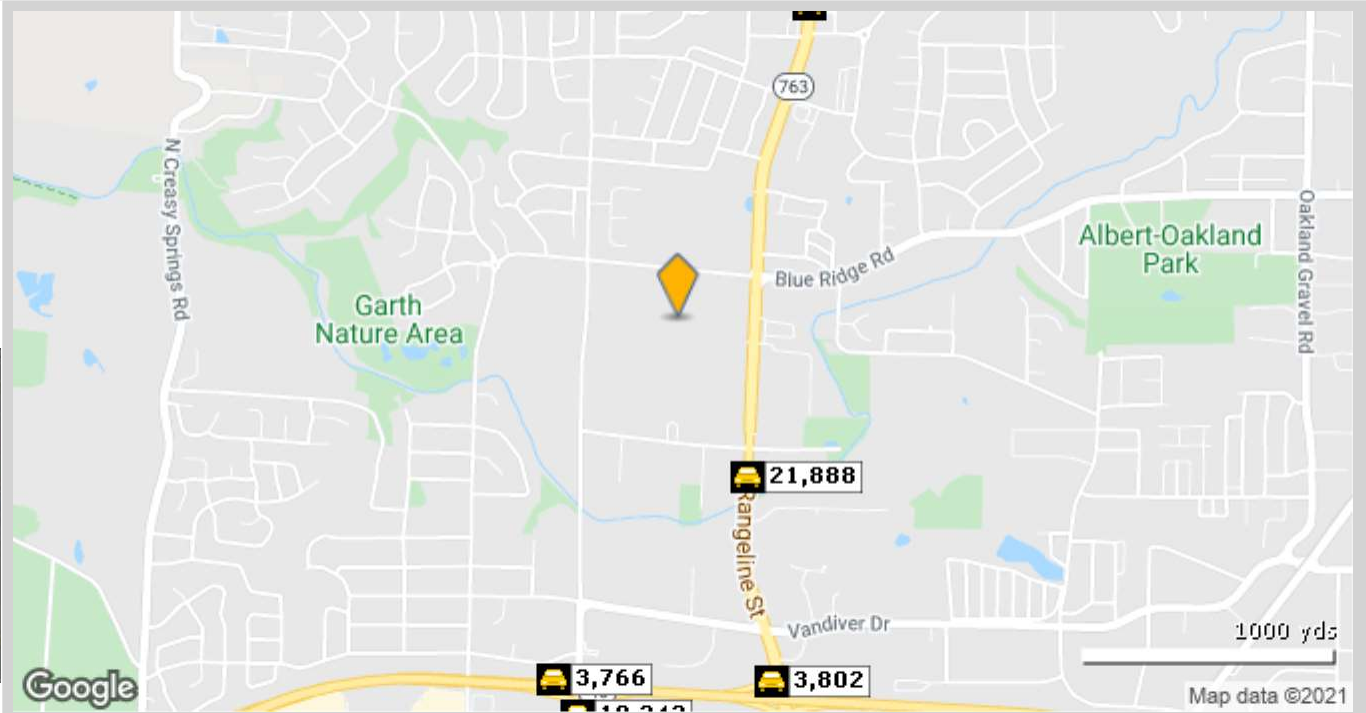 763
N Creasy Springs Rd
Oakland Gravel Rd
Albert-Oakland
Park
Blue Ridge Rd
Garth
Nature Area
21,888
Rangeline St
Vandiver Dr
1000 yds
3,766
3,802
Google
Map data ©2021